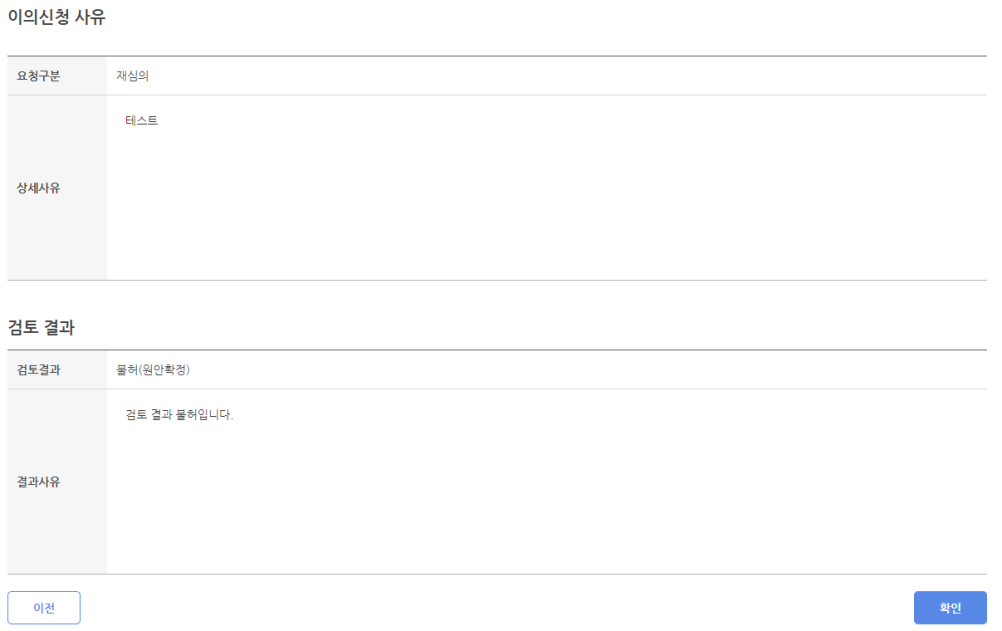 이의신청 사유
요청구분 재심의
상세사유 테스트
검토 결과
검토결과 불허(원안확정)
결과사유 검토 결과 불허입니다.
이전 확인